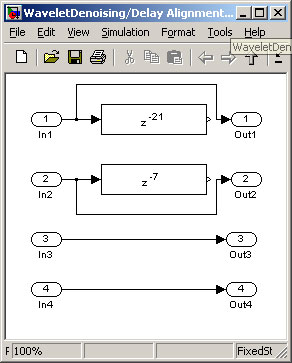 WaveletDenoising/Delay Alignment...
File Edit View Simulation Format Tools Help
WaveletDen
1
z-21
1
In1
Out1
2
z-7
2
In2
Out2
3
3
In3
Out3
4
4
In4
Out4
100%
FixedSt